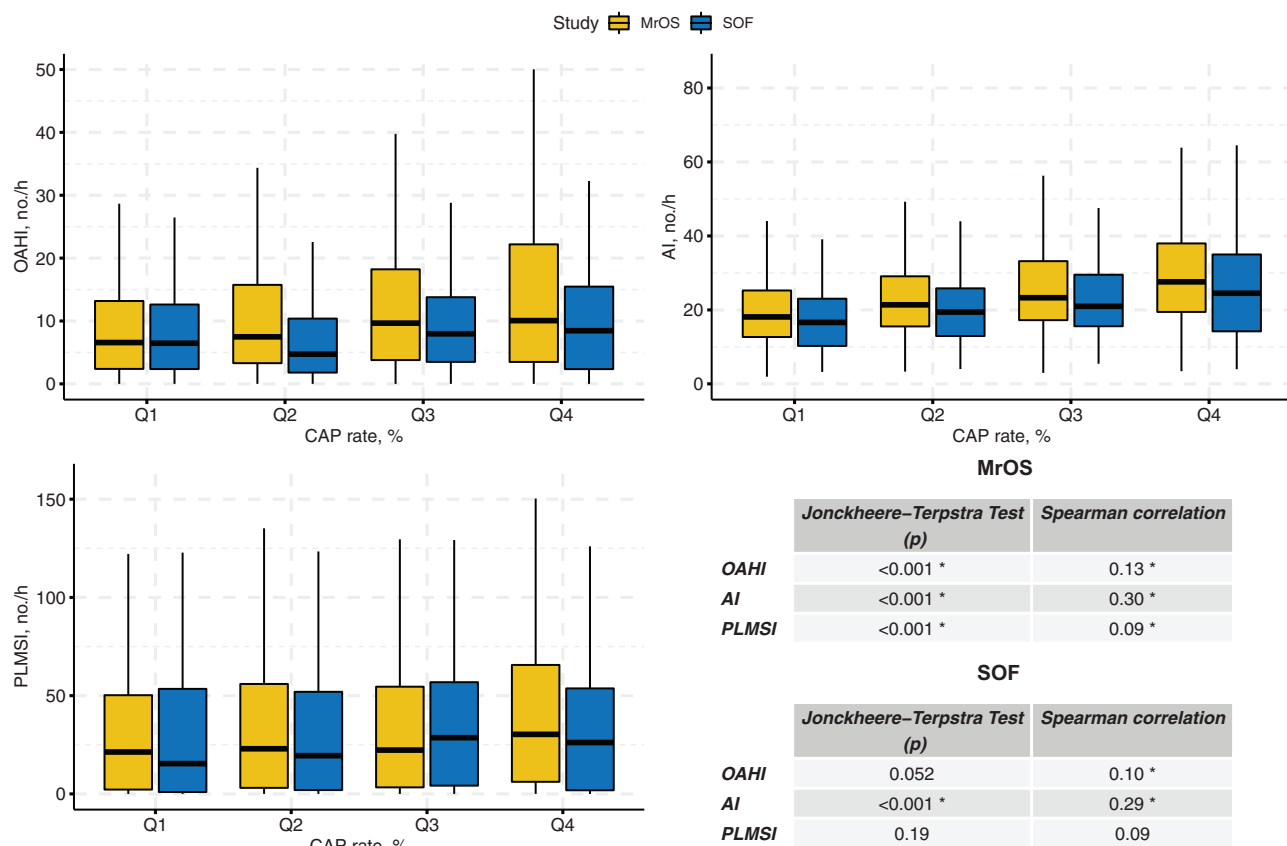 Study MrOS SOF
OAHI, no./h
50
40
30
20
10
0
Q1 Q2 Q3 Q4
CAP rate, %
AI, no./h
80
60
40
20
0
Q1 Q2 Q3 Q4
CAP rate, %
PLMSI, no./h
150
100
50
0
Q1 Q2 Q3 Q4
CAP rate, %
MrOS
Jonckheere−Terpstra Test Spearman correlation
(p)
OAHI <0.001 * 0.13 *
AI <0.001 * 0.30 *
PLMSI <0.001 * 0.09 *
SOF
Jonckheere−Terpstra Test Spearman correlation
(p)
OAHI 0.052 0.10 *
AI <0.001 * 0.29 *
PLMSI 0.19 0.09